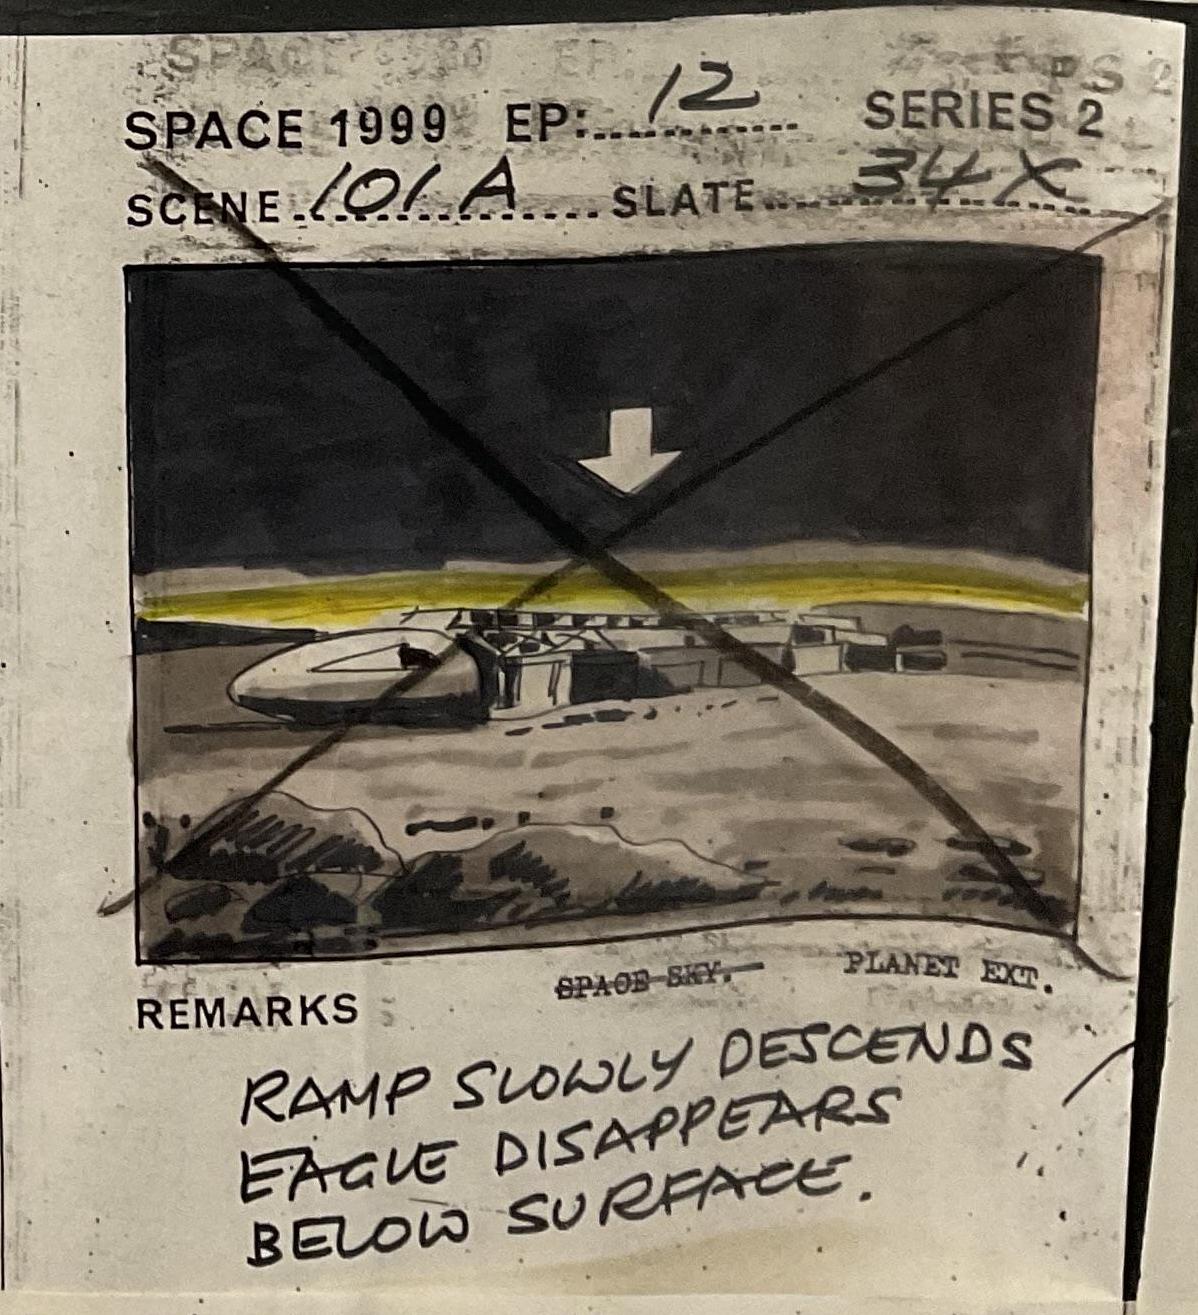 SPACE 1999 EP: 12 SERIES 2
SCENE 101A SLATE 34X
SPACE SKY. PLANET EXT.
REMARKS
RAMP SLOWLY DESCENDS
EAGLE DISAPPEARS
BELOW SURFACE.